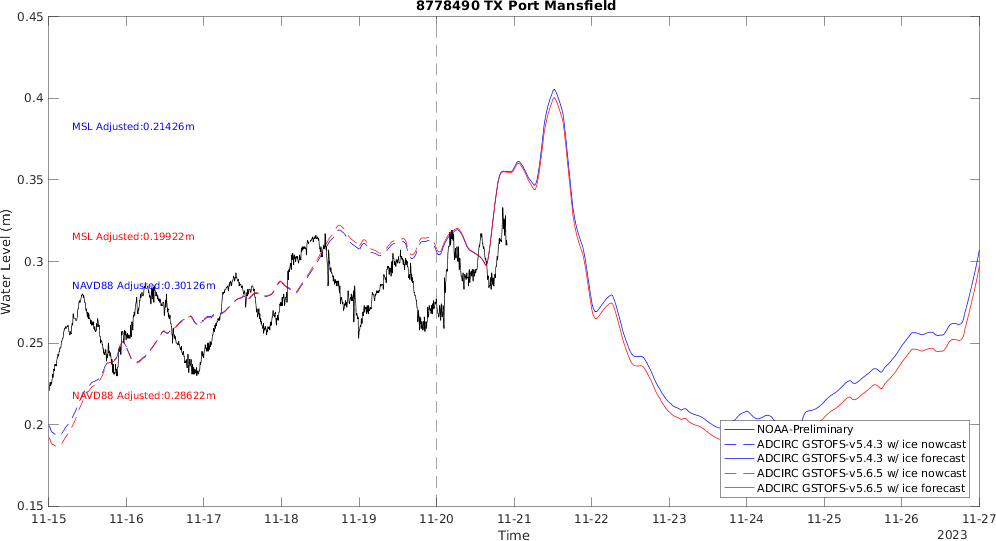 8778490 TX Port Mansfield
Water Level (m)
0.45
0.4
0.35
0.3
0.25
0.2
0.15
MSL Adjusted:0.21426m
MSL Adjusted:0.19922m
NAVD88 Adjusted:0.30126m
NAVD88 Adjusted:0.28622m
NOAA-Preliminary
ADCIRC GSTOFS-v5.4.3 w/ ice nowcast
ADCIRC GSTOFS-v5.4.3 w/ ice forecast
ADCIRC GSTOFS-v5.6.5 w/ ice nowcast
ADCIRC GSTOFS-v5.6.5 w/ ice forecast
11-15 11-16 11-17 11-18 11-19 11-20 11-21 11-22 11-23 11-24 11-25 11-26 11-27
Time
2023